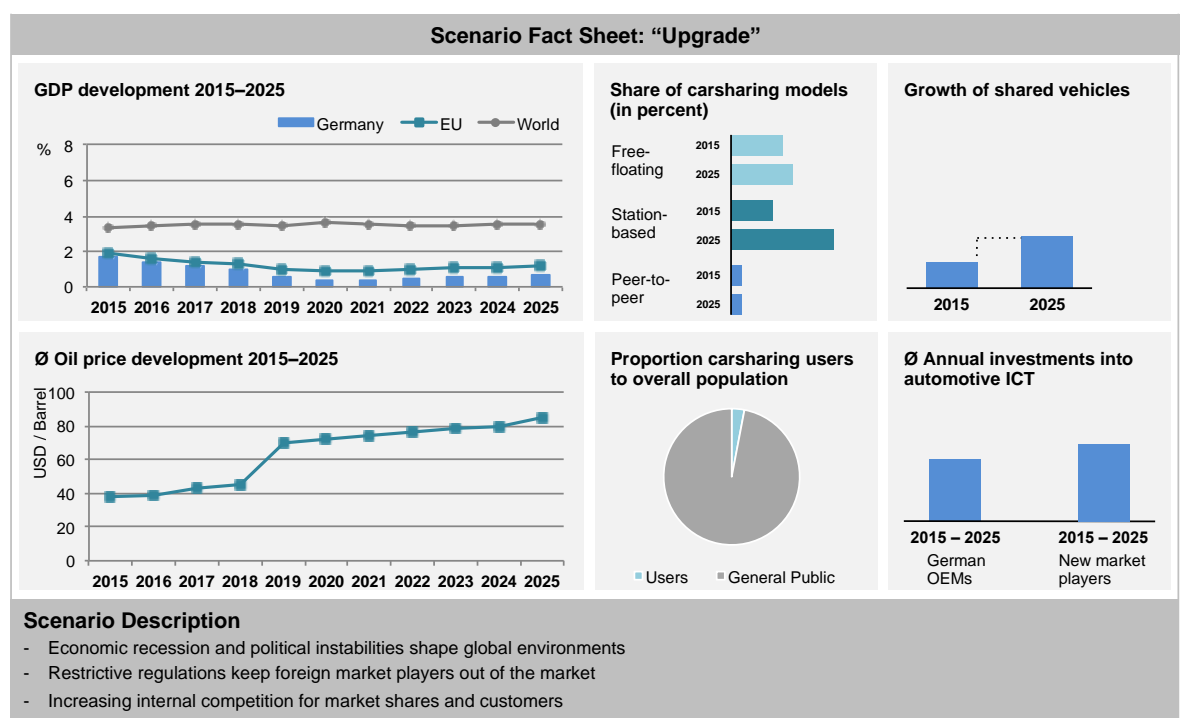 Scenario Fact Sheet: “Upgrade”
GDP development 2015–2025
Germany EU World
% 8
6
4
2
0
2015 2016 2017 2018 2019 2020 2021 2022 2023 2024 2025
Share of carsharing models
(in percent)
Free-
floating
2015
2025
Station-
based
2015
2025
Peer-to-
peer
2015
2025
Growth of shared vehicles
2015 2025
Ø Oil price development 2015–2025
USD / Barrel
100
80
60
40
20
0
2015 2016 2017 2018 2019 2020 2021 2022 2023 2024 2025
Proportion carsharing users
to overall population
Users General Public
Ø Annual investments into
automotive ICT
2015 – 2025 2015 – 2025
German
OEMs
New market
players
Scenario Description
- Economic recession and political instabilities shape global environments
- Restrictive regulations keep foreign market players out of the market
- Increasing internal competition for market shares and customers